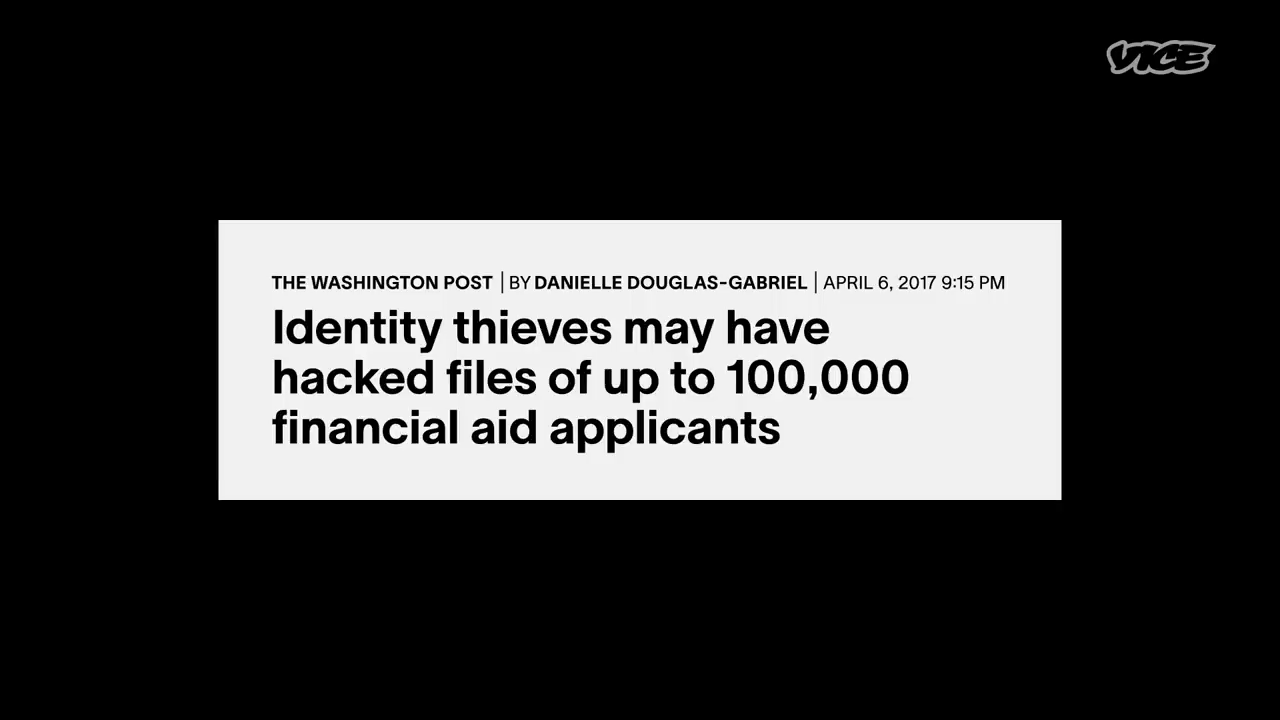 VICE
THE WASHINGTON POST | BY DANIELLE DOUGLAS-GABRIEL | APRIL 6, 2017 9:15 PM
Identity thieves may have
hacked files of up to 100,000
financial aid applicants